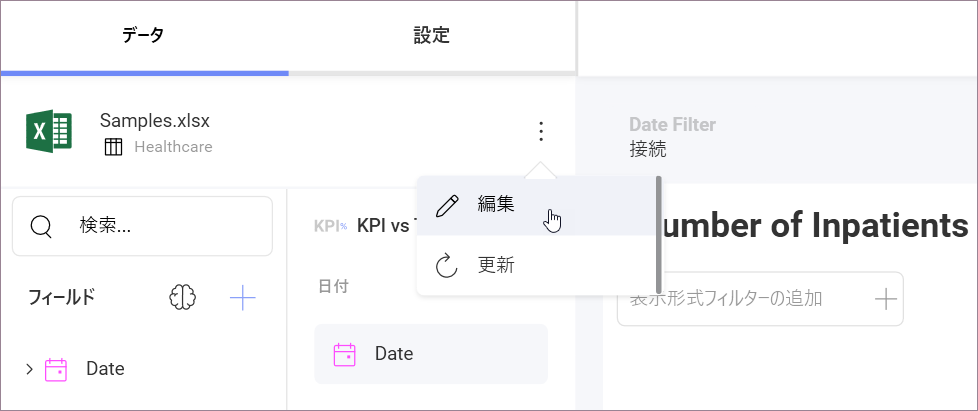 データ
設定
Samples.xlsx
Healthcare
Date Filter
接続
編集
更新
検索...
KPI%
KPI vs
umber of Inpatients
フィールド
日付
表示形式フィルターの追加
Date
Date